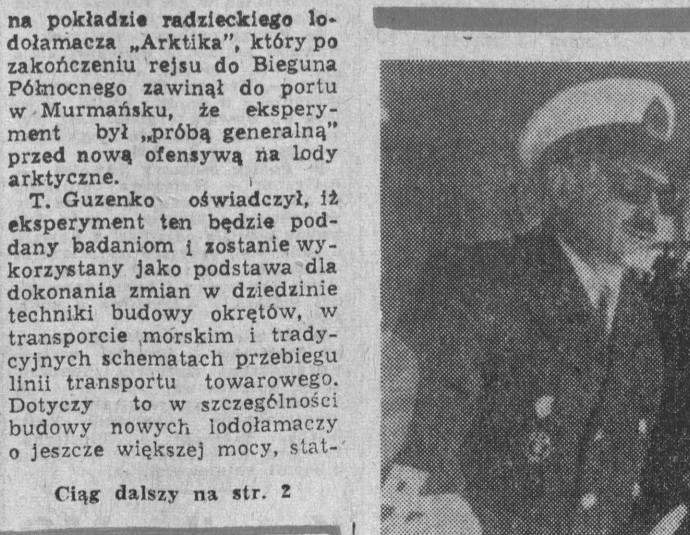 na pokładzie radzieckiego lo-
dołamacza „Arktika”, który po
zakończeniu rejsu do Bieguna
Północnego zawinął do portu
w Murmańsku, że ekspery-
ment był „próbą generalną”
przed nową ofensywą na lody
arktyczne.
T. Guzenko oświadczył, iż
eksperyment ten będzie pod-
dany badaniom i zostanie wy-
korzystany jako podstawa dla
dokonania zmian w dziedzinie
techniki budowy okrętów, w
transporcie morskim i trady-
cyjnych schematach przebiegu
linii transportu towarowego.
Dotyczy to w szczególności
budowy nowych lodołamaczy
o jeszcze większej mocy, stat-
Ciąg dalszy na str. 2